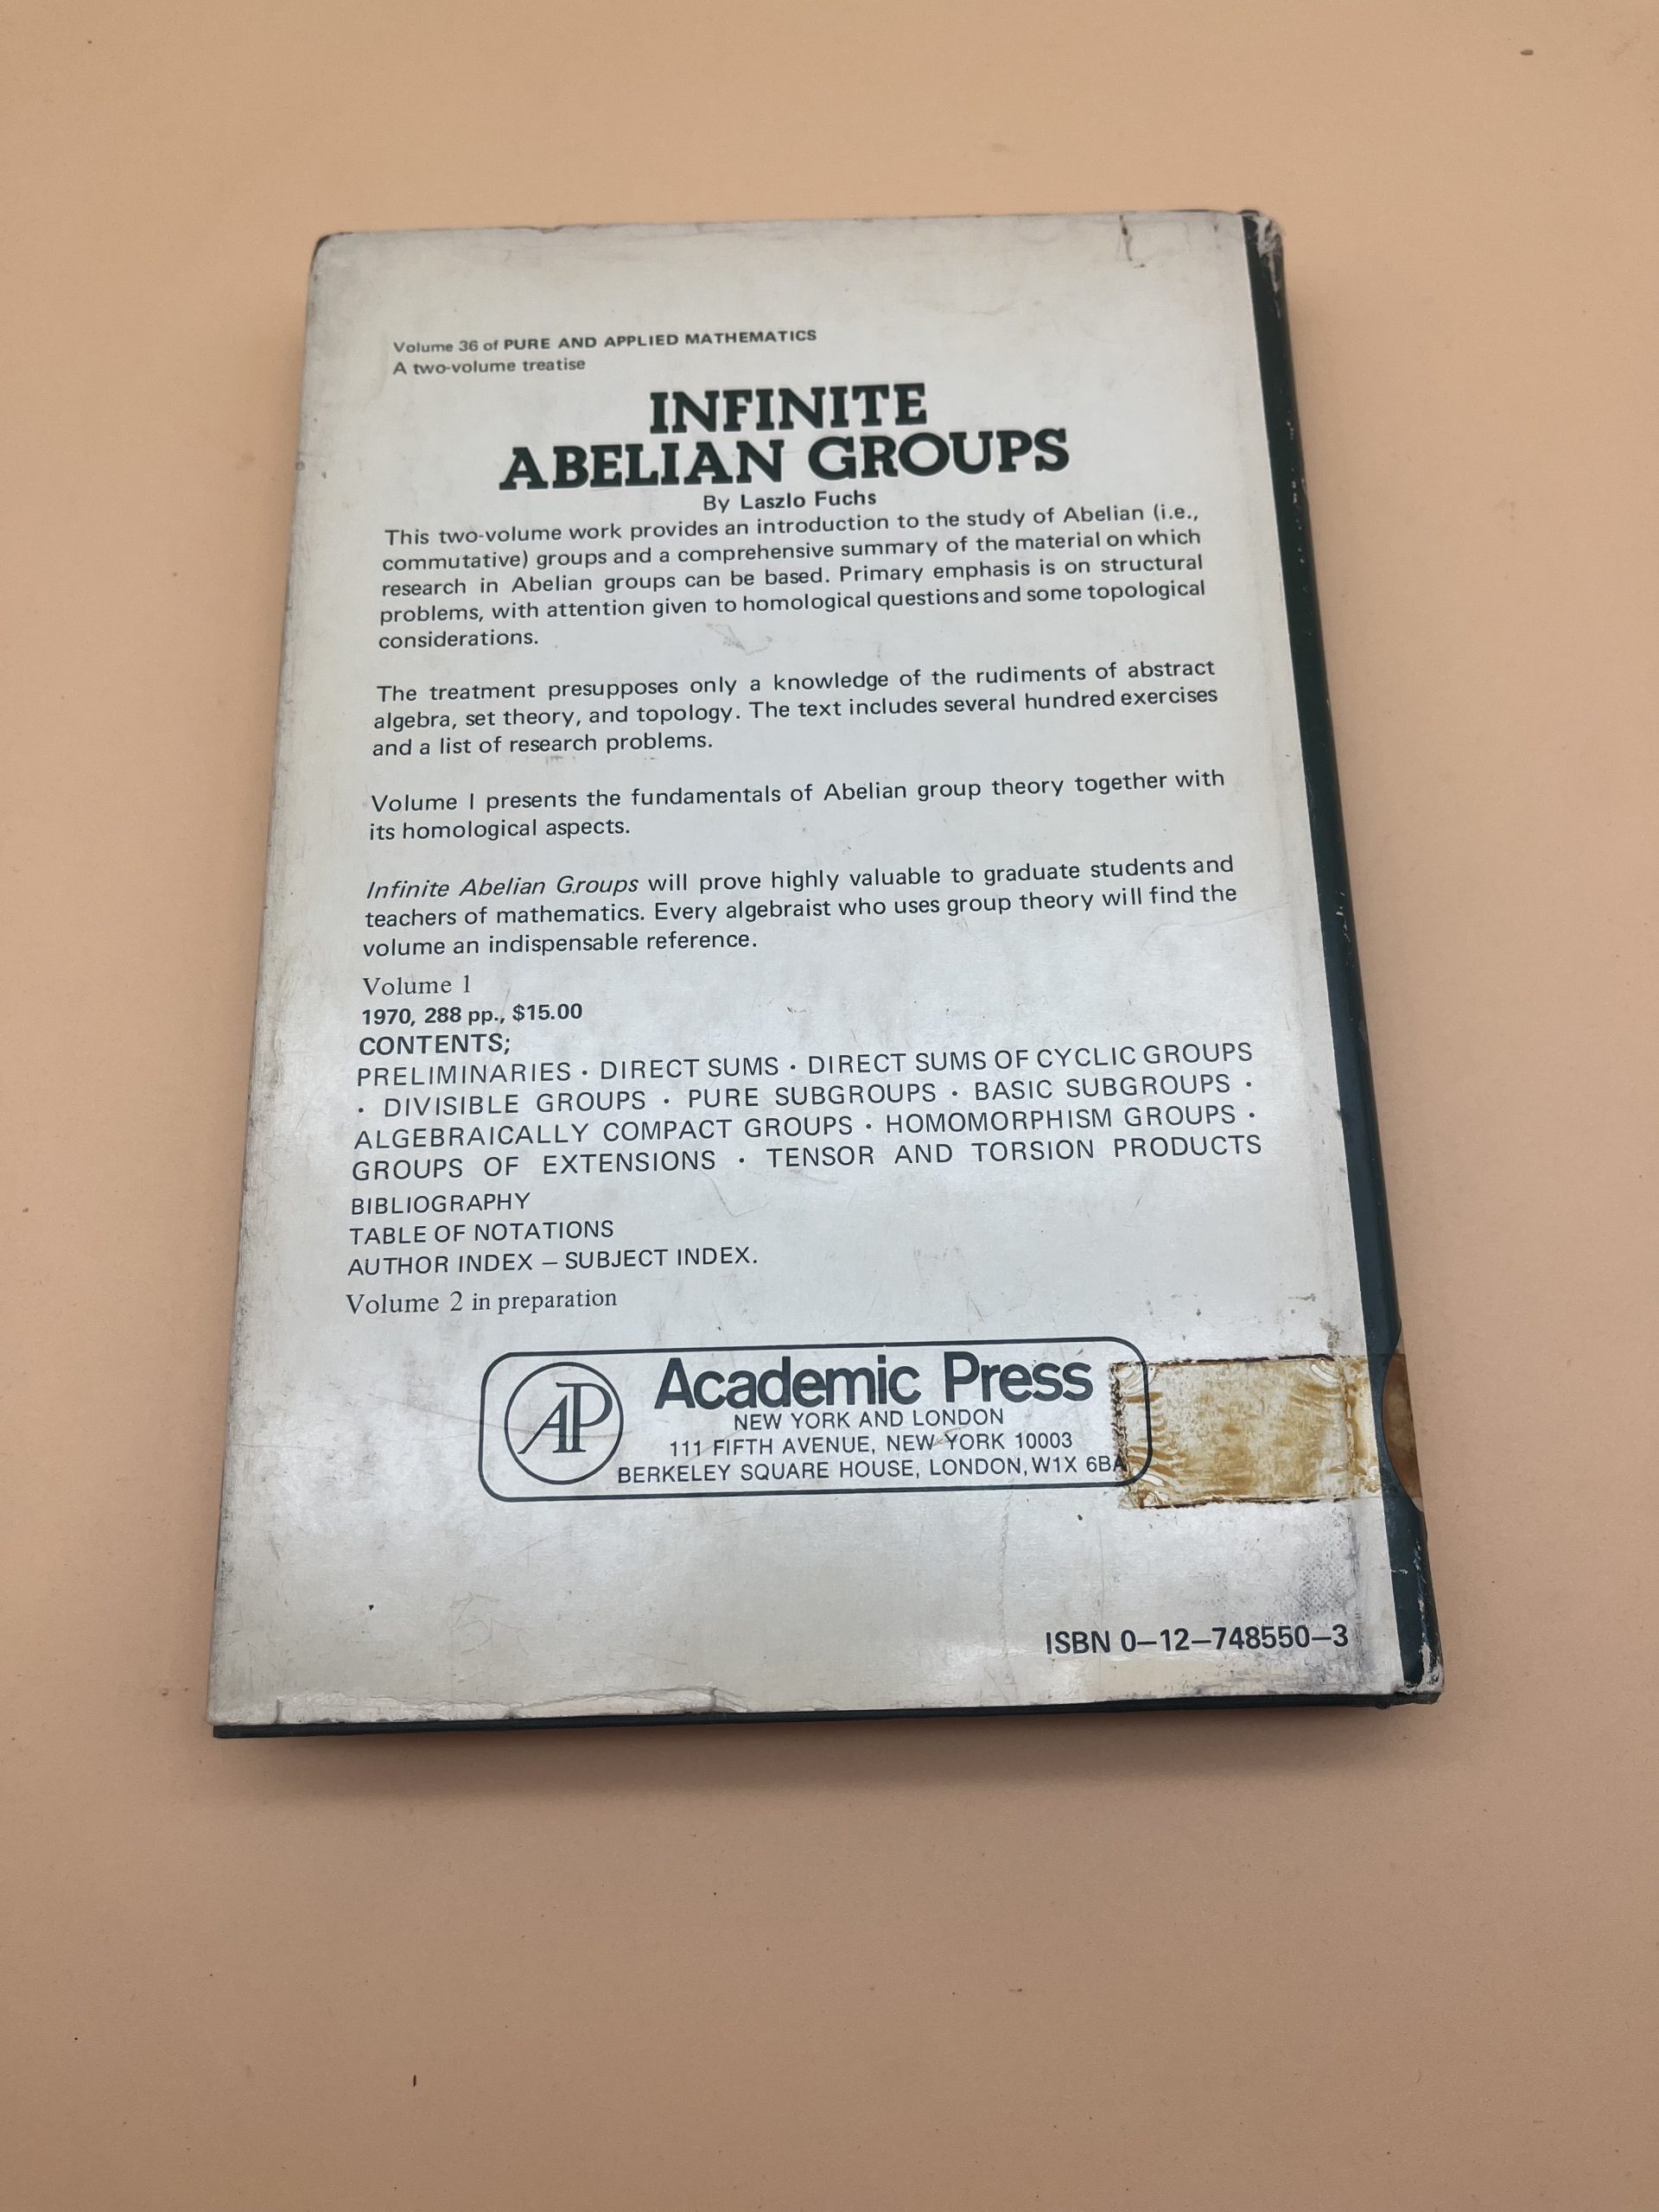 Volume 36 of PURE AND APPLIED MATHEMATICS
A two-volume treatise
INFINITE
ABELIAN GROUPS
By Laszlo Fuchs
This two-volume work provides an introduction to the study of Abelian (i.e.,
commutative) groups and a comprehensive summary of the material on which
research in Abelian groups can be based. Primary emphasis is on structural
problems, with attention given to homological questions and some topological
considerations.
The treatment presupposes only a knowledge of the rudiments of abstract
algebra, set theory, and topology. The text includes several hundred exercises
and a list of research problems.
Volume I presents the fundamentals of Abelian group theory together with
its homological aspects.
Infinite Abelian Groups will prove highly valuable to graduate students and
teachers of mathematics. Every algebraist who uses group theory will find the
volume an indispensable reference.
Volume 1
1970, 288 pp., $15.00
CONTENTS;
PRELIMINARIES · DIRECT SUMS · DIRECT SUMS OF CYCLIC GROUPS
· DIVISIBLE GROUPS · PURE SUBGROUPS · BASIC SUBGROUPS ·
ALGEBRAICALLY COMPACT GROUPS · HOMOMORPHISM GROUPS ·
GROUPS OF EXTENSIONS · TENSOR AND TORSION PRODUCTS
BIBLIOGRAPHY
TABLE OF NOTATIONS
AUTHOR INDEX — SUBJECT INDEX.
Volume 2 in preparation
AP
Academic Press
NEW YORK AND LONDON
111 FIFTH AVENUE, NEW YORK 10003
BERKELEY SQUARE HOUSE, LONDON, W1X 6BA
ISBN 0—12—748550—3